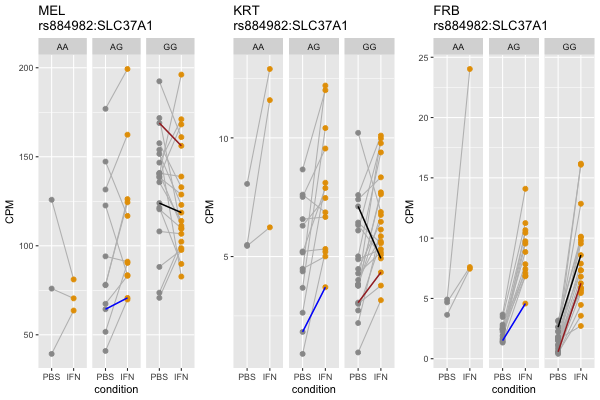 MEL
rs884982:SLC37A1
AA AG GG
200
150
100
50
CPM
PBS IFN PBS IFN PBS IFN
condition
KRT
rs884982:SLC37A1
AA AG GG
10
5
CPM
PBS IFN PBS IFN PBS IFN
condition
FRB
rs884982:SLC37A1
AA AG GG
25
20
15
10
5
0
CPM
PBS IFN PBS IFN PBS IFN
condition